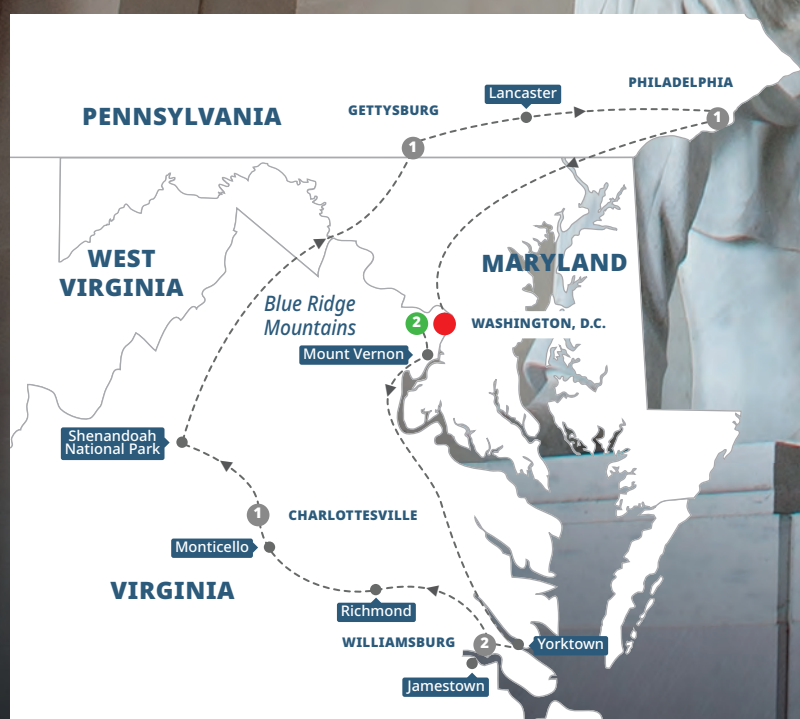 PHILADELPHIA
Lancaster
GETTYSBURG
PENNSYLVANIA
1
1
WEST
VIRGINIA
MARYLAND
Blue Ridge
Mountains
2
WASHINGTON, D.C.
Mount Vernon
Shenandoah
National Park
1
CHARLOTTESVILLE
Monticello
VIRGINIA
Richmond
WILLIAMSBURG
2
Yorktown
Jamestown